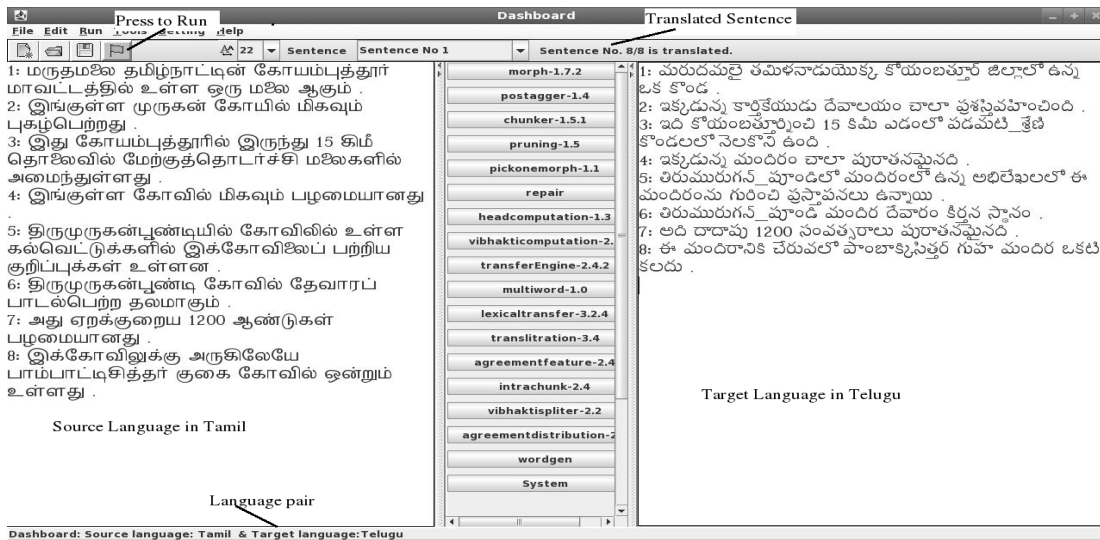 Dashboard
Press to Run
Translated Sentence
File Edit Run Tools Setting Help
22 Sentence Sentence No 1 Sentence No. 8/8 is translated.
1: மருதமலை தமிழ்நாட்டின் கோயம்புத்தூர்
மாவட்டத்தில் உள்ள ஒரு மலை ஆகும் .
2: இங்குள்ள முருகன் கோயில் மிகவும்
புகழ்பெற்றது .
3: இது கோயம்புத்தூரில் இருந்து 15 கிமீ
தொலைவில் மேற்குத்தொடர்ச்சி மலைகளில்
அமைந்துள்ளது .
4: இங்குள்ள கோவில் மிகவும் பழமையானது
.
5: திருமுருகன்பூண்டியில் கோவிலில் உள்ள
கல்வெட்டுக்களில் இக்கோவிலைப் பற்றிய
குறிப்புக்கள் உள்ளன .
6: திருமுருகன்பூண்டி கோவில் தேவாரப்
பாடல்பெற்ற தலமாகும் .
7: அது ஏறக்குறைய 1200 ஆண்டுகள்
பழமையானது .
8: இக்கோவிலுக்கு அருகிலேயே
பாம்பாட்டிசித்தர் குகை கோவில் ஒன்றும்
உள்ளது .
Source Language in Tamil
Language pair
morph-1.7.2
postagger-1.4
chunker-1.5.1
pruning-1.5
pickonemorph-1.1
repair
headcomputation-1.3
vibhakticomputation-2.
transferEngine-2.4.2
multiword-1.0
lexicaltransfer-3.2.4
translitration-3.4
agreementfeature-2.4
intrachunk-2.4
vibhaktispliter-2.2
agreementdistribution-2
wordgen
System
1: మరుదమలై తమిళనాడుయొక్క కోయంబత్తూర్ జిల్లాలో ఉన్న
ఒక కొండ .
2: ఇక్కడున్న కార్తికేయుడు దేవాలయం చాలా ప్రశస్తివహించింది .
3: ఇది కోయంబత్తూర్నించి 15 కిమీ ఎడంలో పడమటి_శ్రేణి
కొండలలో నెలకొని ఉంది .
4: ఇక్కడున్న మందిరం చాలా పురాతనమైనది .
5: తిరుమురుగన్_పూండిలో మందిరంలో ఉన్న అభిలేఖలలో ఈ
మందిరంను గురించి ప్రస్తాపనలు ఉన్నాయి .
6: తిరుమురుగన్_పూండి మందిర దేవారం కీర్తన స్థానం .
7: అది దాదాపు 1200 సంవత్సరాలు పురాతనమైనది .
8: ఈ మందిరానికి చేరువలో పాంబాక్కుసిత్తర్ గుహ మందిర ఒకటి
కలదు .
Target Language in Telugu
Dashboard: Source language: Tamil & Target language:Telugu